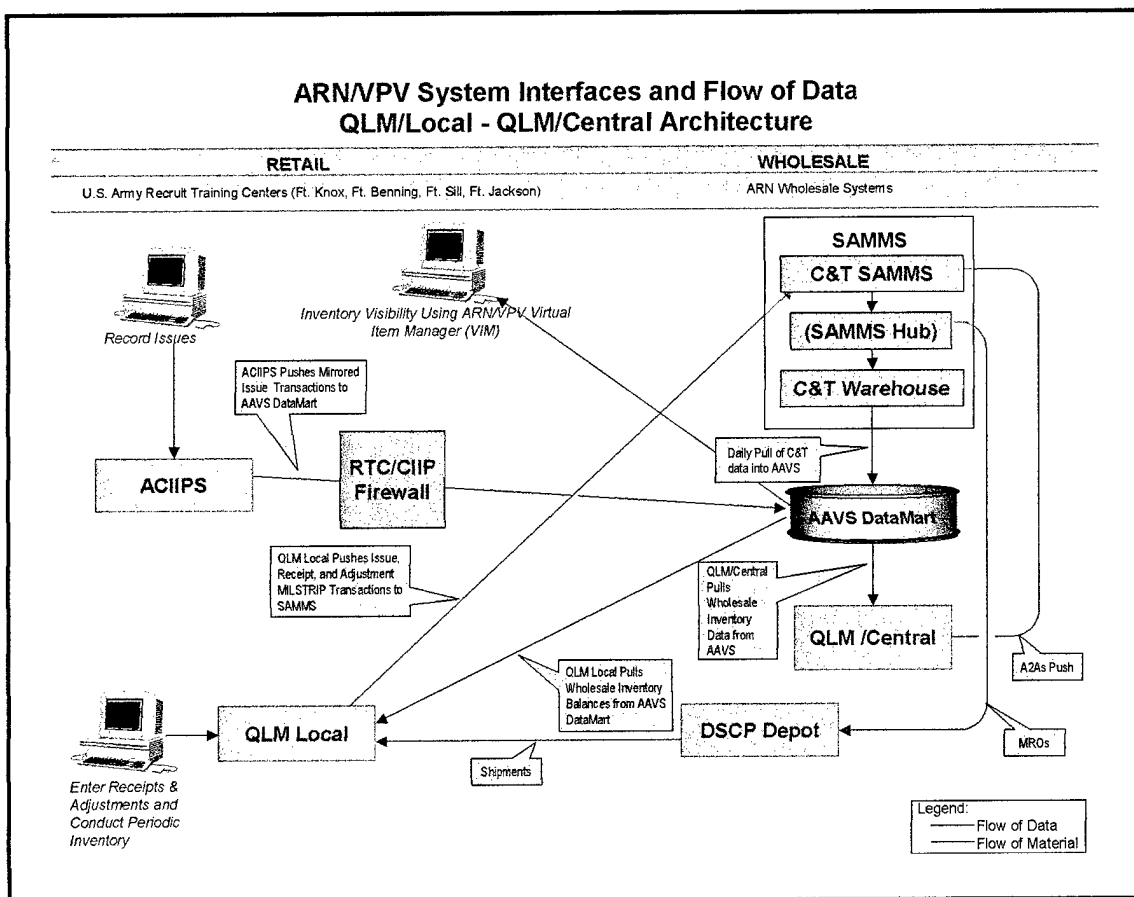 ARN/VPV System Interfaces and Flow of Data
QLM/Local - QLM/Central Architecture
RETAIL
WHOLESALE
U.S. Army Recruit Training Centers (Ft. Knox, Ft. Benning, Ft. Sill, Ft. Jackson)
ARN Wholesale Systems
SAMMS
C&T SAMMS
(SAMMS Hub)
C&T Warehouse
Record Issues
Inventory Visibility Using ARN/VPV Virtual
Item Manager (VIM)
ACIIPS Pushes Mirrored
Issue Transactions to
AAVS DataMart
Daily Pull of C&T
data into AAVS
ACIIPS
RTC/CIIP
Firewall
AAVS DataMart
QLM Local Pushes Issue,
Receipt, and Adjustment
MILSTRIP Transactions to
SAMMS
QLM/Central
Pulls
Wholesale
Inventory
Data from
AAVS
QLM /Central
A2As Push
QLM Local Pulls
Wholesale Inventory
Balances from AAVS
DataMart
QLM Local
DSCP Depot
MROs
Shipments
Enter Receipts &
Adjustments and
Conduct Periodic
Inventory
Legend:
Flow of Data
Flow of Material